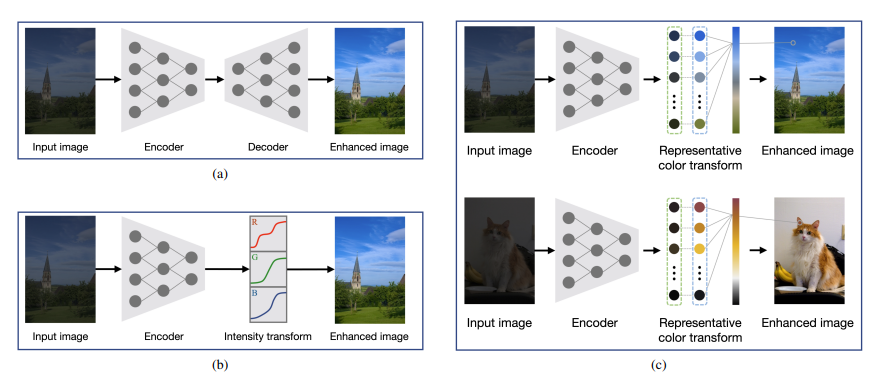 Input image
Encoder
Decoder
Enhanced image
(a)
R
G
B
Input image
Encoder
Intensity transform
Enhanced image
(b)
Input image
Encoder
Representative
color transform
Enhanced image
Input image
Encoder
Representative
color transform
Enhanced image
(c)